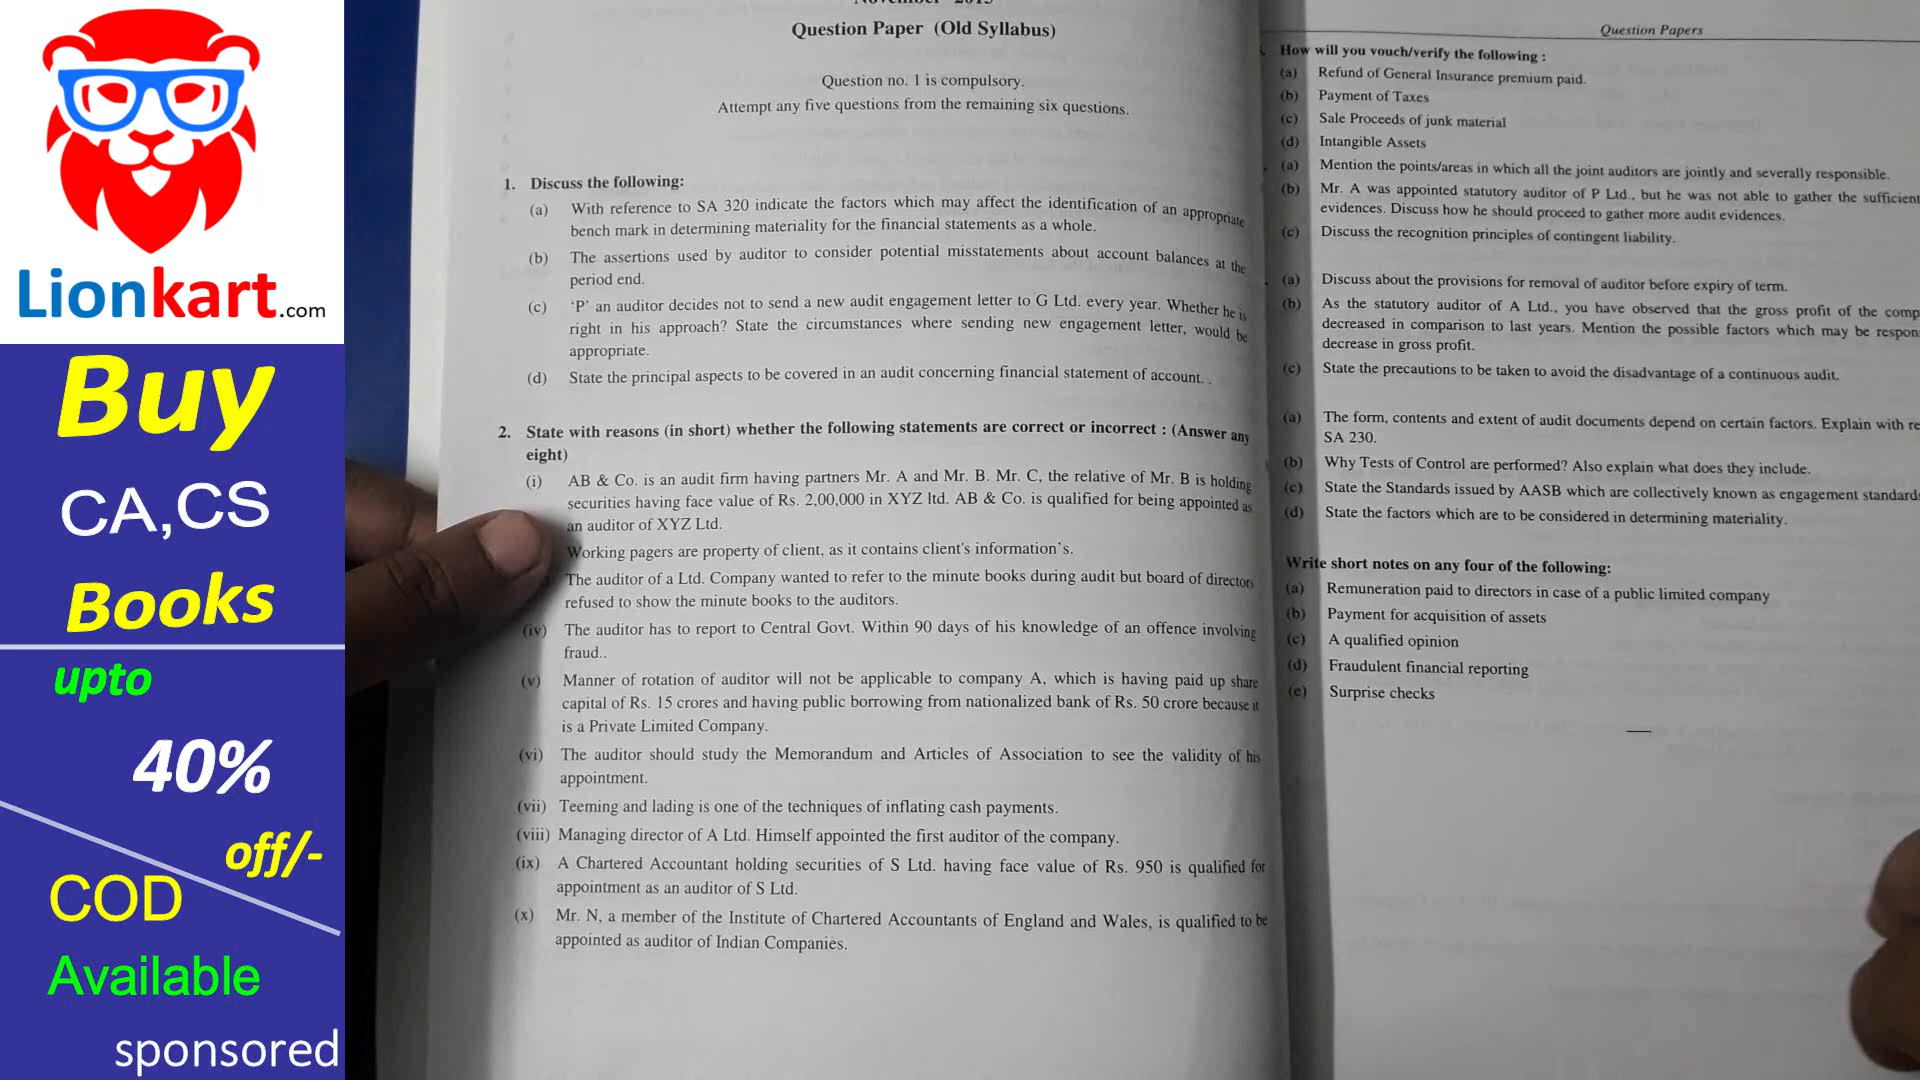 Lionkart.com
Buy
CA,CS
Books
upto
40%
off/-
COD
Available
sponsored
Question Paper (Old Syllabus)
Question no. 1 is compulsory.
Attempt any five questions from the remaining six questions.
1. Discuss the following:
(a) With reference to SA 320 indicate the factors which may affect the identification of an appropriate
bench mark in determining materiality for the financial statements as a whole.
(b) The assertions used by auditor to consider potential misstatements about account balances at the
period end.
(c) ‘P’ an auditor decides not to send a new audit engagement letter to G Ltd. every year. Whether he is
right in his approach? State the circumstances where sending new engagement letter, would be
appropriate.
(d) State the principal aspects to be covered in an audit concerning financial statement of account. .
2. State with reasons (in short) whether the following statements are correct or incorrect : (Answer any
eight)
(i) AB & Co. is an audit firm having partners Mr. A and Mr. B. Mr. C, the relative of Mr. B is holding
securities having face value of Rs. 2,00,000 in XYZ ltd. AB & Co. is qualified for being appointed as
an auditor of XYZ Ltd.
Working pagers are property of client, as it contains client's information’s.
The auditor of a Ltd. Company wanted to refer to the minute books during audit but board of directors
refused to show the minute books to the auditors.
(iv) The auditor has to report to Central Govt. Within 90 days of his knowledge of an offence involving
fraud..
(v) Manner of rotation of auditor will not be applicable to company A, which is having paid up share
capital of Rs. 15 crores and having public borrowing from nationalized bank of Rs. 50 crore because it
is a Private Limited Company.
(vi) The auditor should study the Memorandum and Articles of Association to see the validity of his
appointment.
(vii) Teeming and lading is one of the techniques of inflating cash payments.
(viii) Managing director of A Ltd. Himself appointed the first auditor of the company.
(ix) A Chartered Accountant holding securities of S Ltd. having face value of Rs. 950 is qualified for
appointment as an auditor of S Ltd.
(x) Mr. N, a member of the Institute of Chartered Accountants of England and Wales, is qualified to be
appointed as auditor of Indian Companies.
Question Papers
How will you vouch/verify the following :
(a) Refund of General Insurance premium paid.
(b) Payment of Taxes
(c) Sale Proceeds of junk material
(d) Intangible Assets
(a) Mention the points/areas in which all the joint auditors are jointly and severally responsible.
(b) Mr. A was appointed statutory auditor of P Ltd., but he was not able to gather the sufficient
evidences. Discuss how he should proceed to gather more audit evidences.
(c) Discuss the recognition principles of contingent liability.
(a) Discuss about the provisions for removal of auditor before expiry of term.
(b) As the statutory auditor of A Ltd., you have observed that the gross profit of the comp
decreased in comparison to last years. Mention the possible factors which may be respon
decrease in gross profit.
(c) State the precautions to be taken to avoid the disadvantage of a continuous audit.
(a) The form, contents and extent of audit documents depend on certain factors. Explain with re
SA 230.
(b) Why Tests of Control are performed? Also explain what does they include.
(c) State the Standards issued by AASB which are collectively known as engagement standards
(d) State the factors which are to be considered in determining materiality.
Write short notes on any four of the following:
(a) Remuneration paid to directors in case of a public limited company
(b) Payment for acquisition of assets
(c) A qualified opinion
(d) Fraudulent financial reporting
(e) Surprise checks